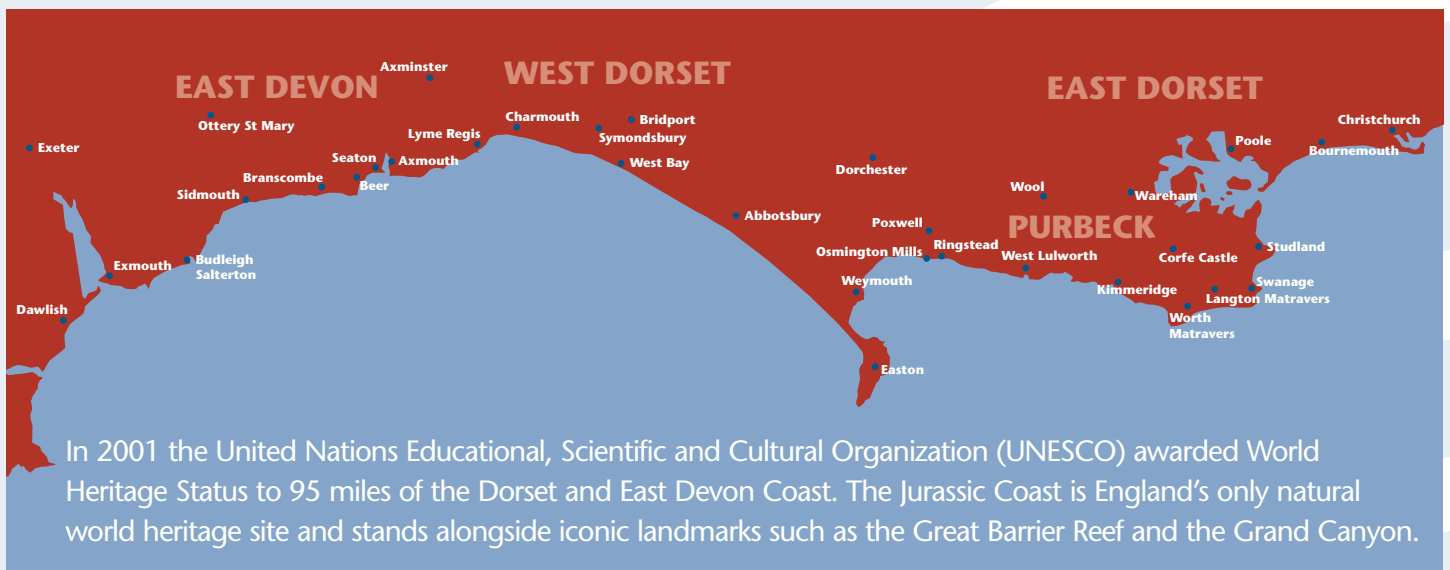 EAST DEVON
WEST DORSET
EAST DORSET
PURBECK
Axminster
Ottery St Mary
Exeter
Charmouth
Bridport
Symondsbury
Lyme Regis
Seaton
Axmouth
West Bay
Branscombe
Beer
Sidmouth
Christchurch
Poole
Bournemouth
Dorchester
Wool
Wareham
Abbotsbury
Poxwell
Osmington Mills
Ringstead
West Lulworth
Corfe Castle
Studland
Exmouth
Budleigh
Salterton
Weymouth
Kimmeridge
Swanage
Langton Matravers
Dawlish
Worth
Matravers
Easton
In 2001 the United Nations Educational, Scientific and Cultural Organization (UNESCO) awarded World
Heritage Status to 95 miles of the Dorset and East Devon Coast. The Jurassic Coast is England’s only natural
world heritage site and stands alongside iconic landmarks such as the Great Barrier Reef and the Grand Canyon.